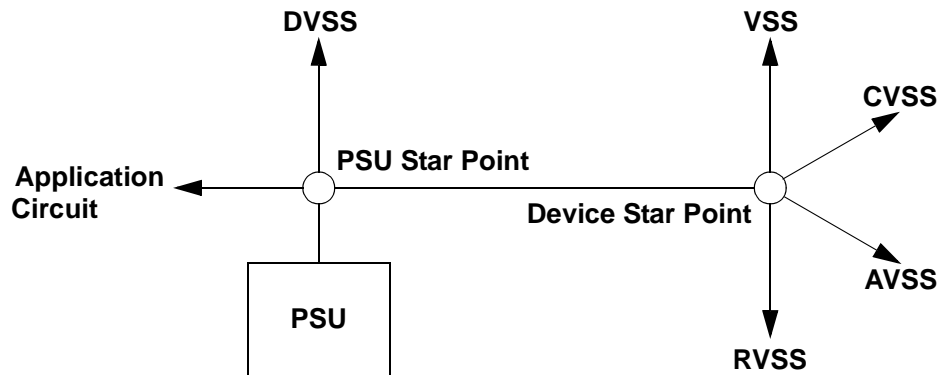 DVSS
VSS
CVSS
PSU Star Point
Application
Circuit
Device Star Point
AVSS
PSU
RVSS